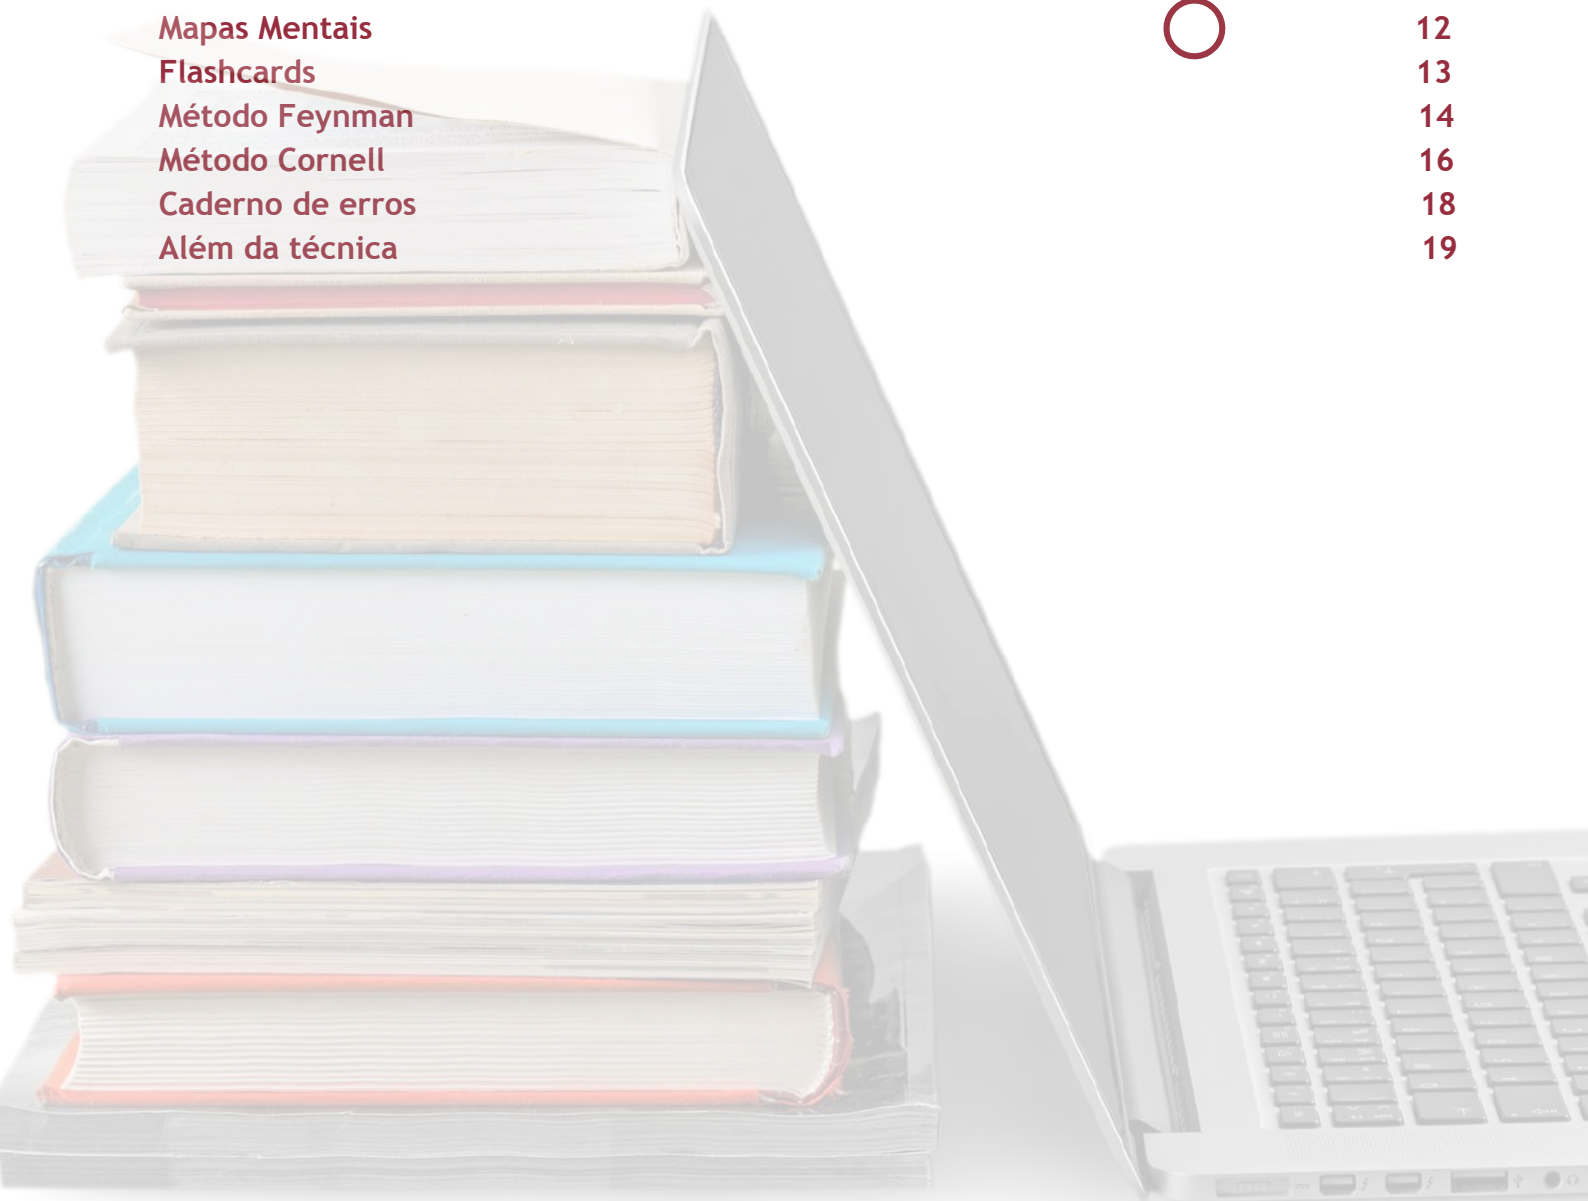 Mapas Mentais 12
Flashcards 13
Método Feynman 14
Método Cornell 16
Caderno de erros 18
Além da técnica 19